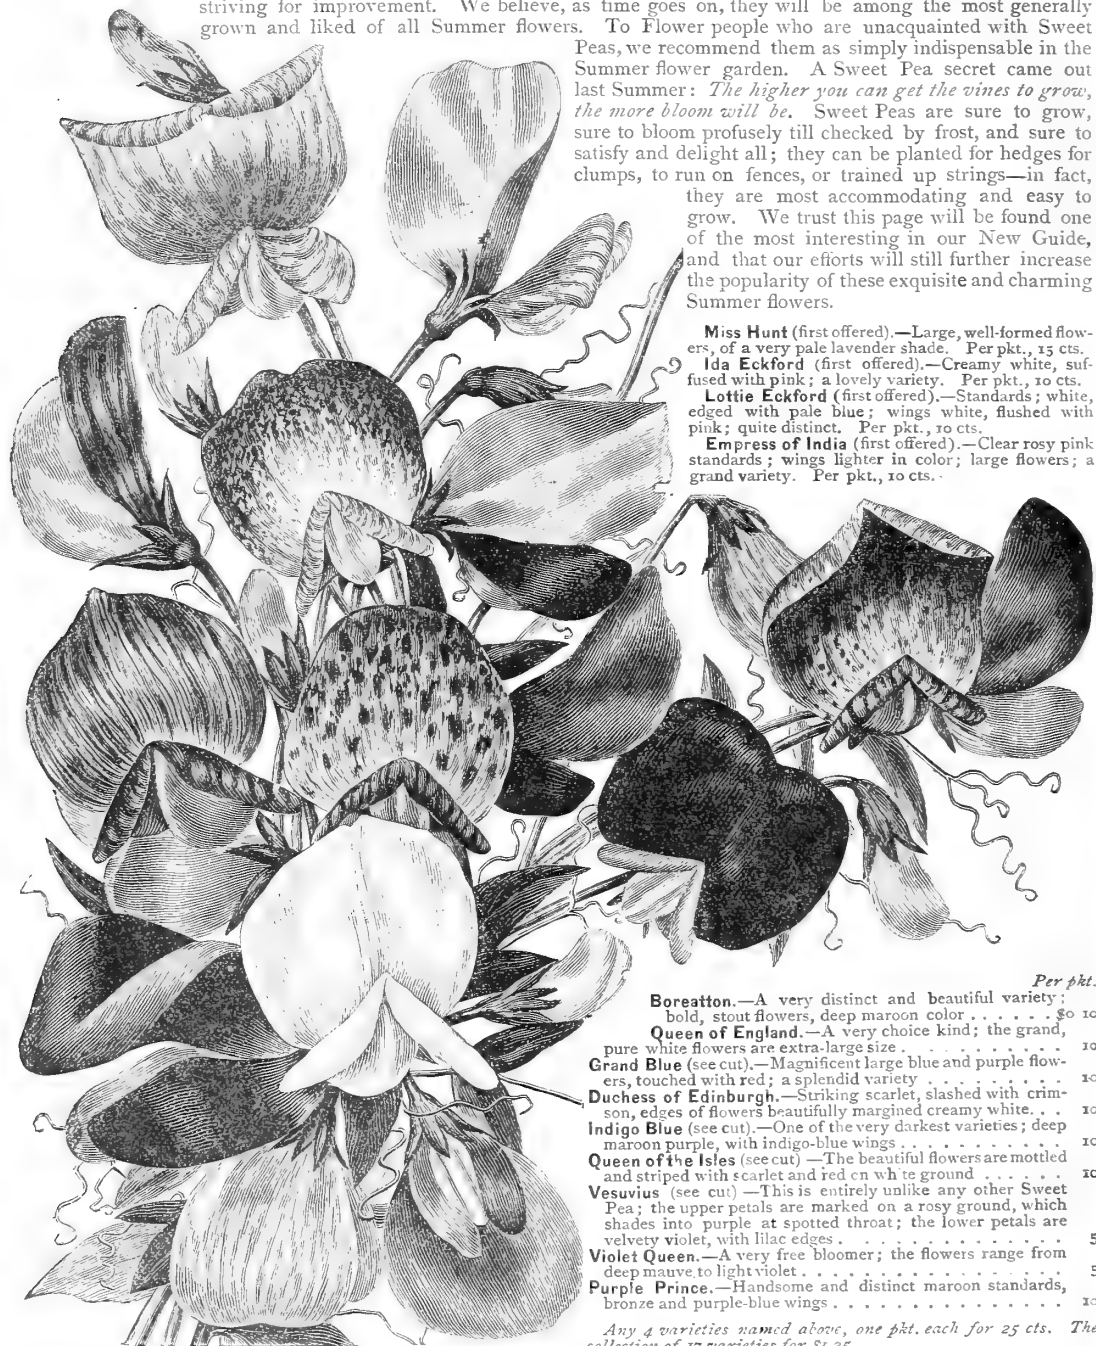 striving for improvement. We believe, as time goes on, they will be among the most generally
grown and liked of all Summer flowers. To Flower people who are unacquainted with Sweet
Peas, we recommend them as simply indispensable in the
Summer flower garden. A Sweet Pea secret came out
last Summer: The higher you can get the vines to grow,
the more bloom will be. Sweet Peas are sure to grow,
sure to bloom profusely till checked by frost, and sure to
satisfy and delight all; they can be planted for hedges for
clumps, to run on fences, or trained up strings—in fact,
they are most accommodating and easy to
grow. We trust this page will be found one
of the most interesting in our New Guide,
and that our efforts will still further increase
the popularity of these exquisite and charming
Summer flowers.
Miss Hunt (first offered).—Large, well-formed flow-
ers, of a very pale lavender shade. Per pkt., 15 cts.
Ida Eckford (first offered).—Creamy white, suf-
fused with pink; a lovely variety. Per pkt., 10 cts.
Lottie Eckford (first offered).—Standards; white,
edged with pale blue; wings white, flushed with
pink; quite distinct. Per pkt., 10 cts.
Empress of India (first offered).—Clear rosy pink
standards; wings lighter in color; large flowers; a
grand variety. Per pkt., 10 cts.
Per pkt.
Boreatton.—A very distinct and beautiful variety;
bold, stout flowers, deep maroon color . . . . . . $0 10
Queen of England.—A very choice kind; the grand,
pure white flowers are extra-large size . . . . . . . . . . . 10
Grand Blue (see cut).—Magnificent large blue and purple flow-
ers, touched with red; a splendid variety . . . . . . . . . 10
Duchess of Edinburgh.—Striking scarlet, slashed with crim-
son, edges of flowers beautifully margined creamy white. . . 10
Indigo Blue (see cut).—One of the very darkest varieties; deep
maroon purple, with indigo-blue wings . . . . . . . . . . . 10
Queen of the Isles (see cut) —The beautiful flowers are mottled
and striped with scarlet and red on white ground . . . . . . 10
Vesuvius (see cut) —This is entirely unlike any other Sweet
Pea; the upper petals are marked on a rosy ground, which
shades into purple at spotted throat; the lower petals are
velvety violet, with lilac edges . . . . . . . . . . . . . . . . 5
Violet Queen.—A very free bloomer; the flowers range from
deep mauve to light violet . . . . . . . . . . . . . . . . . . 5
Purple Prince.—Handsome and distinct maroon standards,
bronze and purple-blue wings . . . . . . . . . . . . . . . . 10
Any 4 varieties named above, one pkt. each for 25 cts. The
collection of 17 varieties for $1.25